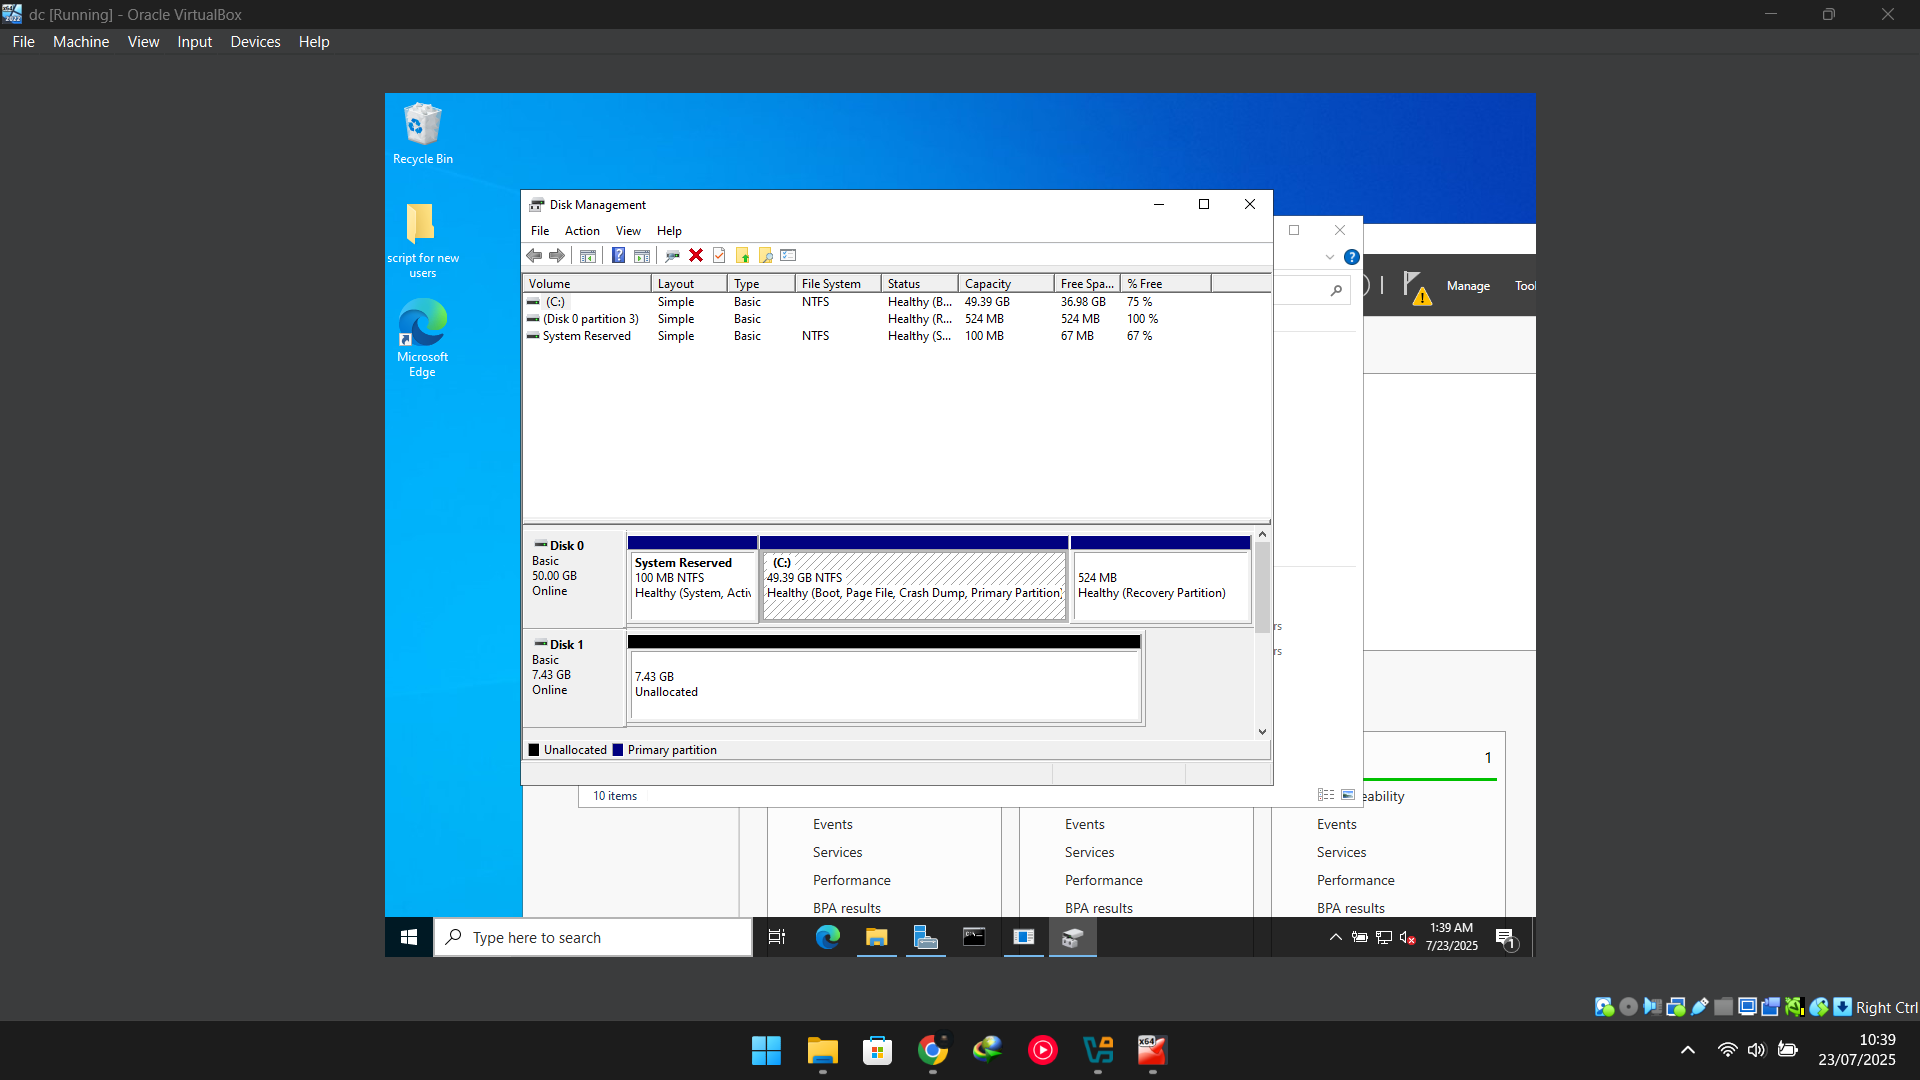 dc [Running] - Oracle VirtualBox
File Machine View Input Devices Help
Recycle Bin
script for new
users
Microsoft
Edge
Disk Management
File Action View Help
Volume Layout Type File System Status Capacity Free Spa... % Free
(C:) Simple Basic NTFS Healthy (B... 49.39 GB 36.98 GB 75 %
(Disk 0 partition 3) Simple Basic Healthy (R... 524 MB 524 MB 100 %
System Reserved Simple Basic NTFS Healthy (S... 100 MB 67 MB 67 %
Manage Tool
Disk 0
Basic
50.00 GB
Online
System Reserved
100 MB NTFS
Healthy (System, Activ
(C:)
49.39 GB NTFS
Healthy (Boot, Page File, Crash Dump, Primary Partition)
524 MB
Healthy (Recovery Partition)
rs
rs
Disk 1
Basic
7.43 GB
Online
7.43 GB
Unallocated
Unallocated Primary partition
10 items
1
eability
Events
Services
Performance
BPA results
Events
Services
Performance
BPA results
Events
Services
Performance
BPA results
Type here to search
1:39 AM
7/23/2025
1
Right Ctrl
x64
10:39
23/07/2025